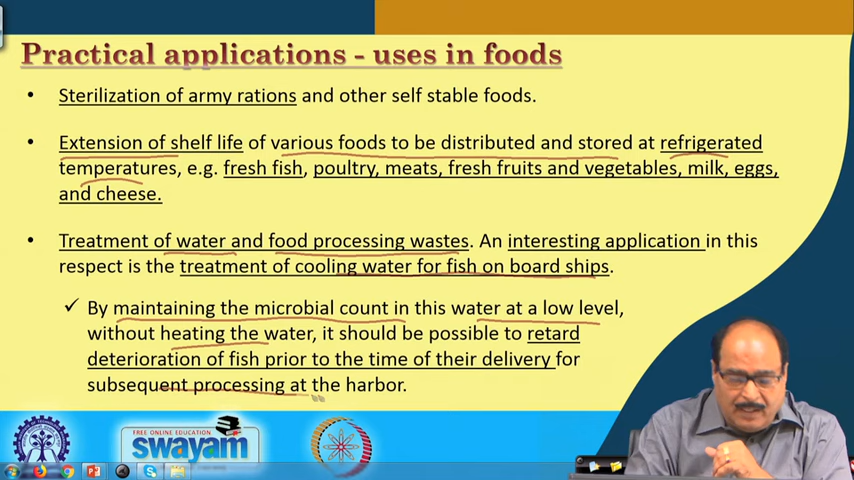 Practical applications - uses in foods
• Sterilization of army rations and other self stable foods.
• Extension of shelf life of various foods to be distributed and stored at refrigerated
temperatures, e.g. fresh fish, poultry, meats, fresh fruits and vegetables, milk, eggs,
and cheese.
• Treatment of water and food processing wastes. An interesting application in this
respect is the treatment of cooling water for fish on board ships.
✓ By maintaining the microbial count in this water at a low level,
without heating the water, it should be possible to retard
deterioration of fish prior to the time of their delivery for
subsequent processing at the harbor.
FREE ONLINE EDUCATION
swayam